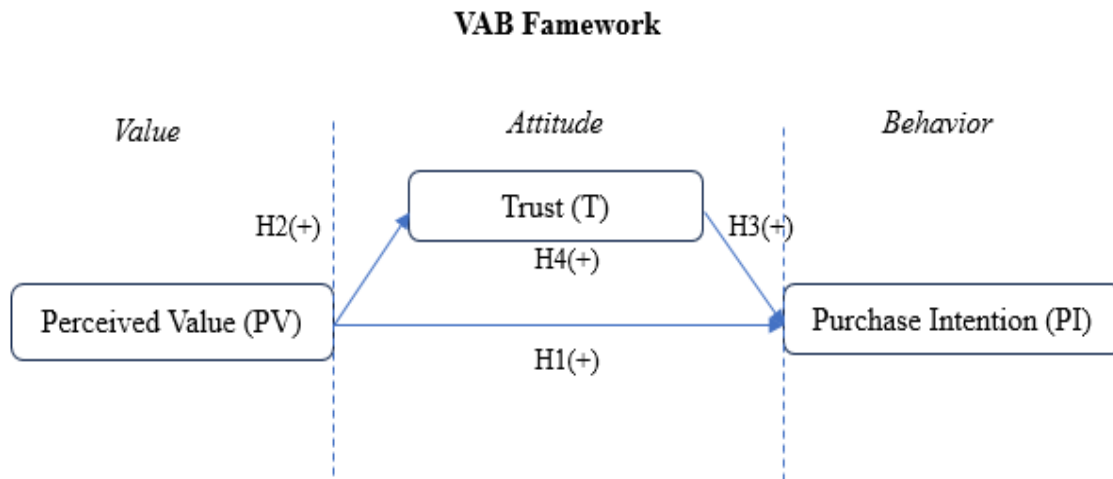 VAB Famework
Value
Attitude
Behavior
Trust (T)
H2(+)
H3(+)
H4(+)
Perceived Value (PV)
Purchase Intention (PI)
H1(+)